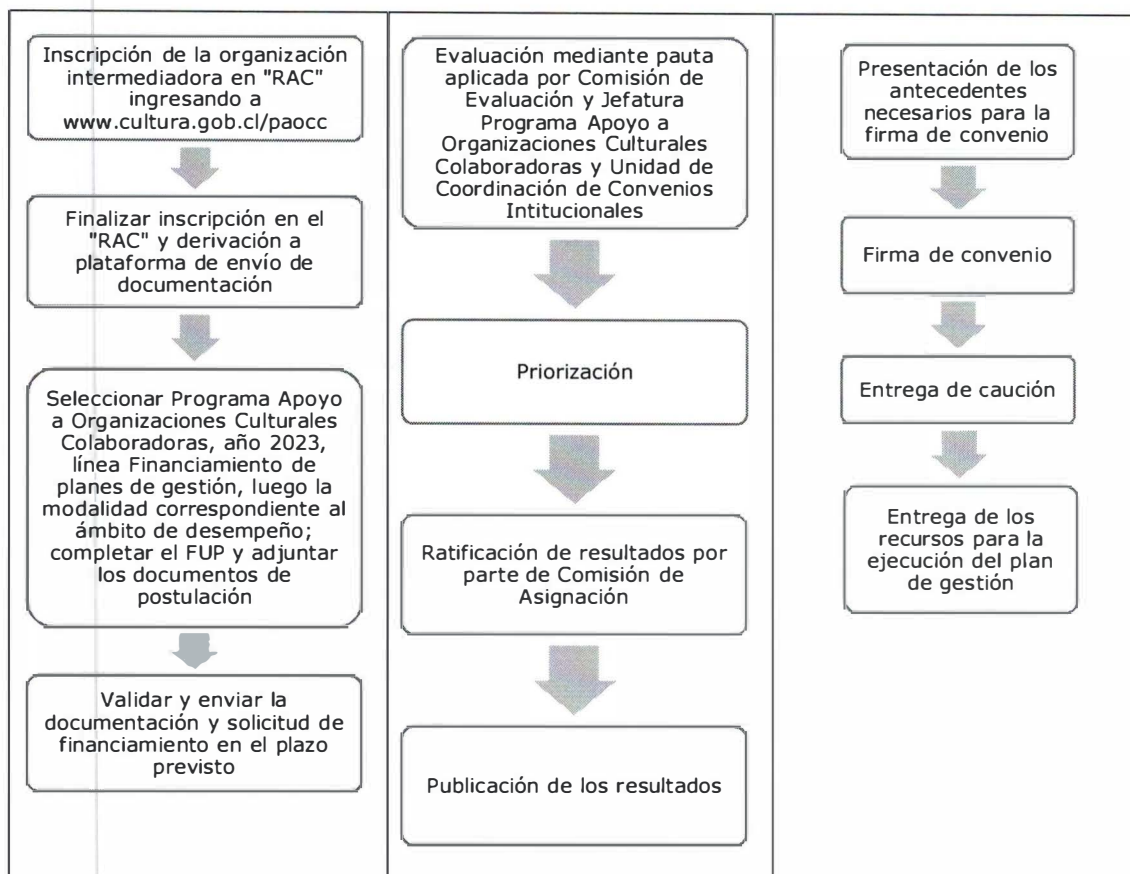 Inscripción de la organización
intermediadora en "RAC"
ingresando a
www.cultura.gob.cl/paocc
Finalizar inscripción en el
"RAC" y derivación a
plataforma de envío de
documentación
Seleccionar Programa Apoyo
a Organizaciones Culturales
Colaboradoras, año 2023,
línea Financiamiento de
planes de gestión, luego la
modalidad correspondiente al
ámbito de desempeño;
completar el FUP y adjuntar
los documentos de
postulación
Validar y enviar la
documentación y solicitud de
financiamiento en el plazo
previsto
Evaluación mediante pauta
aplicada por Comisión de
Evaluación y Jefatura
Programa Apoyo a
Organizaciones Culturales
Colaboradoras y Unidad de
Coordinación de Convenios
Intitucionales
Priorización
Ratificación de resultados por
parte de Comisión de
Asignación
Publicación de los resultados
Presentación de los
antecedentes
necesarios para la
firma de convenio
Firma de convenio
Entrega de caución
Entrega de los
recursos para la
ejecución del plan
de gestión